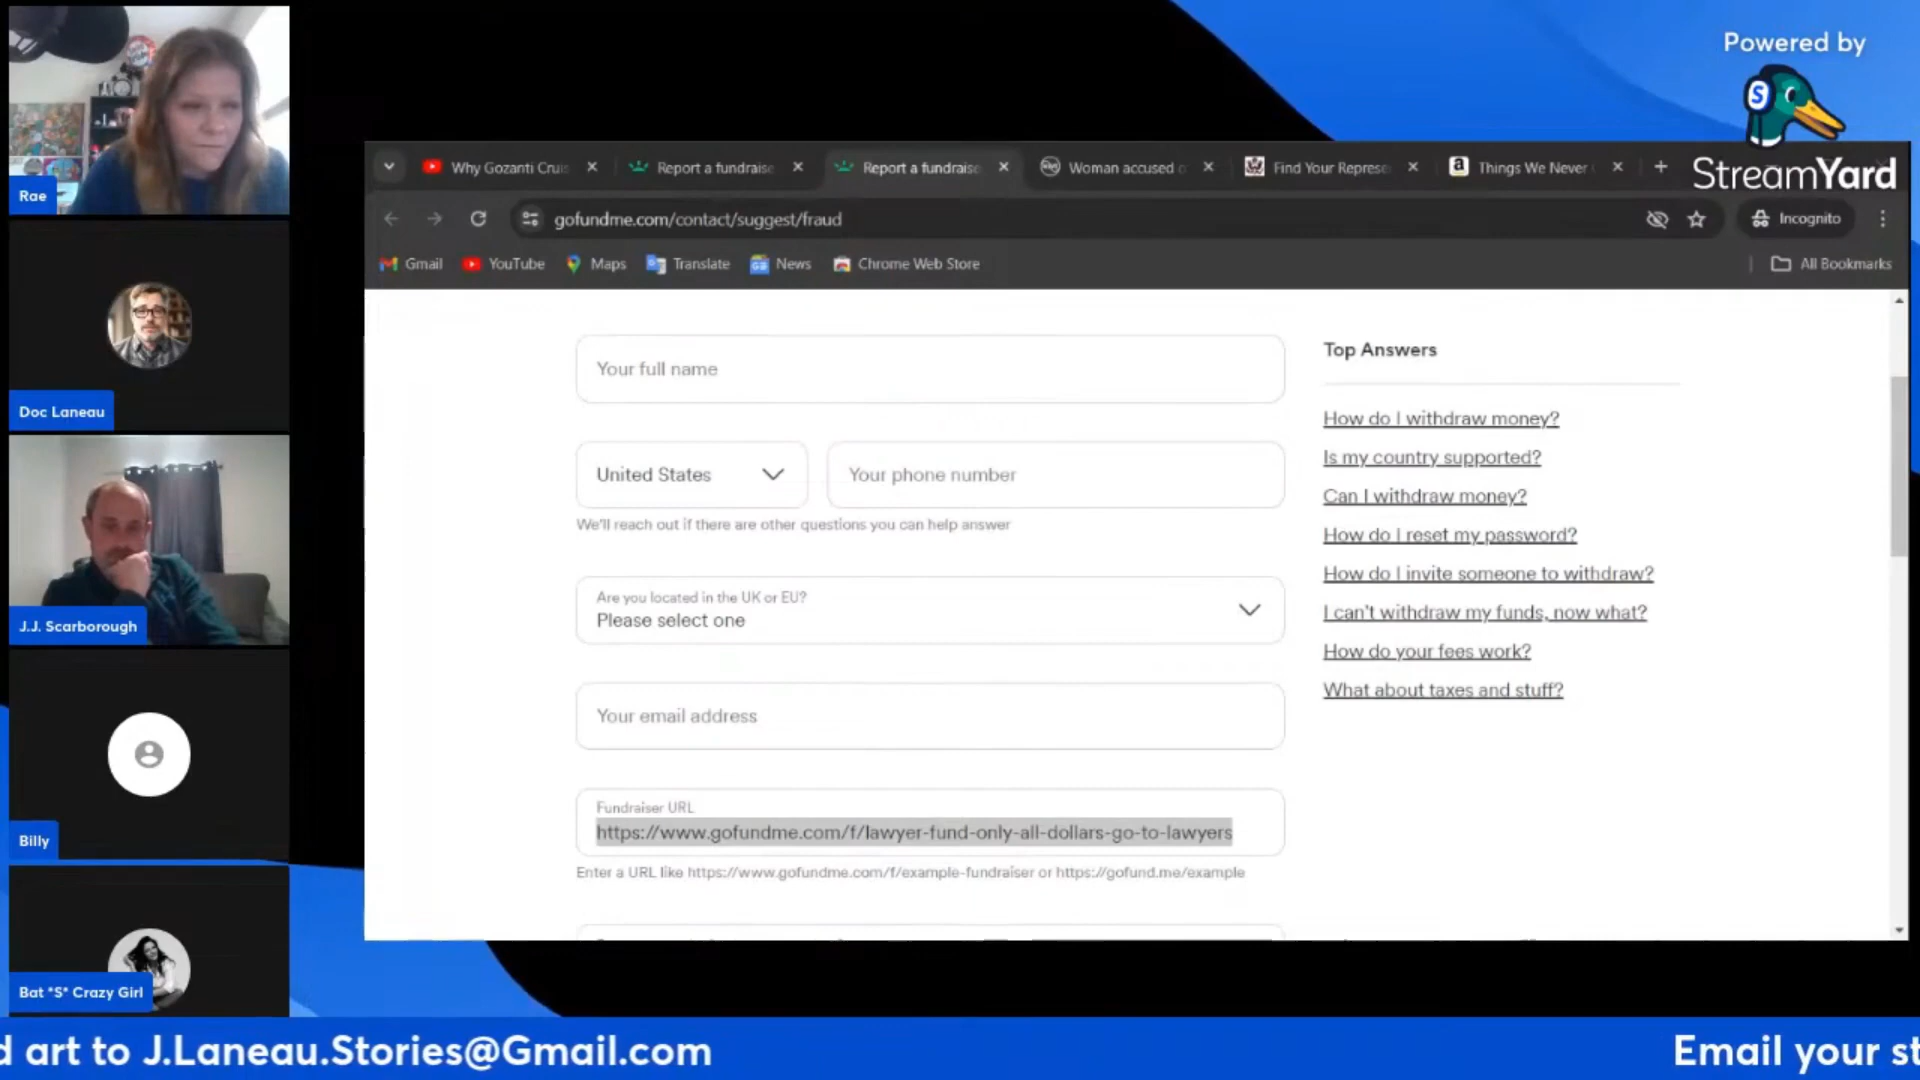 Powered by
StreamYard
Rae
Doc Laneau
J.J. Scarborough
Billy
Bat *S* Crazy Girl
Why Gozanti Cruis
Report a fundraise
Report a fundraise
Woman accused o
Find Your Represe
Things We Never
gofundme.com/contact/suggest/fraud
Incognito
Gmail
YouTube
Maps
Translate
News
Chrome Web Store
All Bookmarks
Your full name
United States
Your phone number
We'll reach out if there are other questions you can help answer
Are you located in the UK or EU?
Please select one
Your email address
Fundraiser URL
https://www.gofundme.com/f/lawyer-fund-only-all-dollars-go-to-lawyers
Enter a URL like https://www.gofundme.com/f/example-fundraiser or https://gofund.me/example
Top Answers
How do I withdraw money?
Is my country supported?
Can I withdraw money?
How do I reset my password?
How do I invite someone to withdraw?
I can't withdraw my funds, now what?
How do your fees work?
What about taxes and stuff?
d art to J.Laneau.Stories@Gmail.com
Email your st